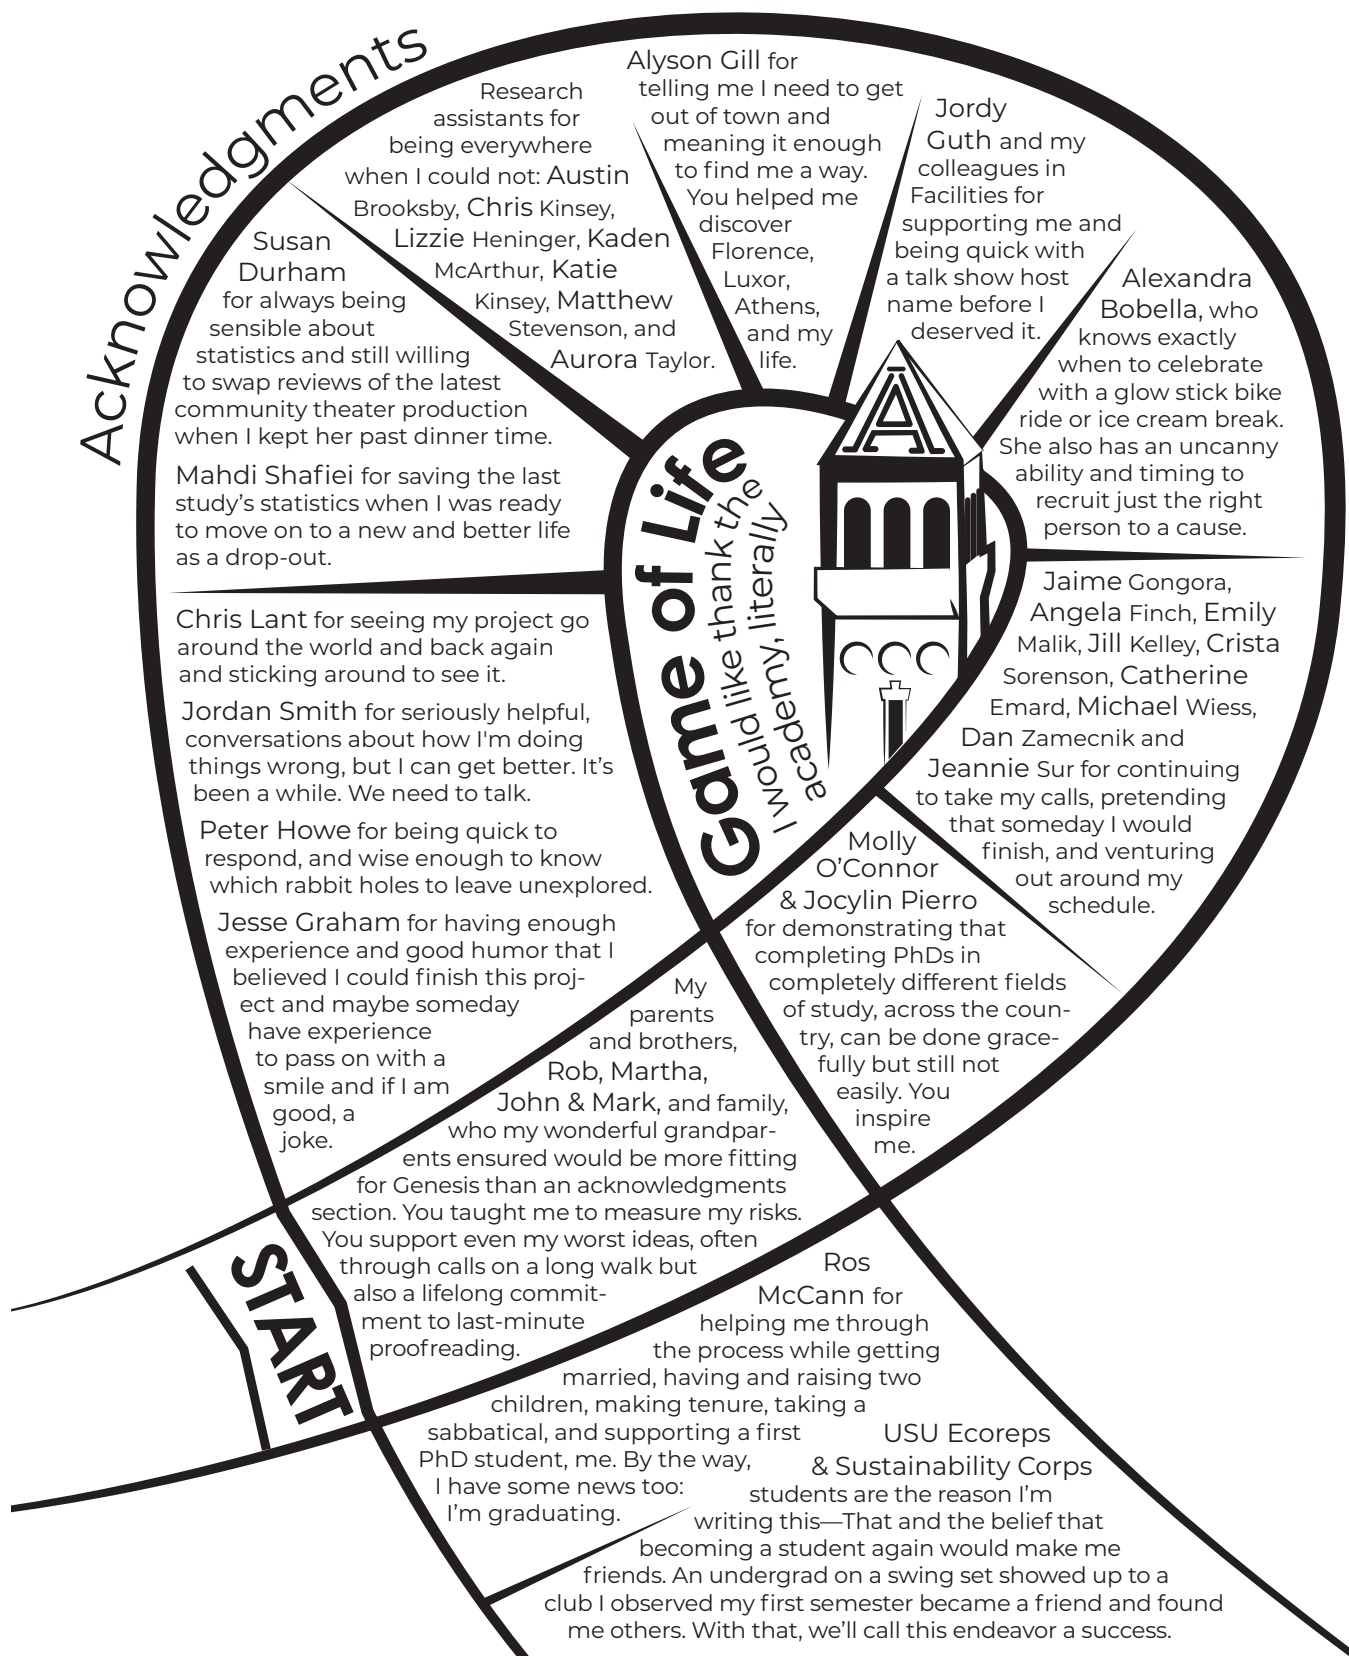 Acknowledgments
Game of Life
I would like thank the
academy, literally
START
My
parents
and brothers,
Rob, Martha,
John & Mark, and family,
who my wonderful grandpar-
ents ensured would be more fitting
for Genesis than an acknowledgments
section. You taught me to measure my risks.
You support even my worst ideas, often
through calls on a long walk but
also a lifelong commit-
ment to last-minute
proofreading.
Molly
O’Connor
& Jocylin Pierro
for demonstrating that
completing PhDs in
completely different fields
of study, across the coun-
try, can be done grace-
fully but still not
easily. You
inspire
me.
Jaime Gongora,
Angela Finch, Emily
Malik, Jill Kelley, Crista
Sorenson, Catherine
Emard, Michael Wiess,
Dan Zamecnik and
Jeannie Sur for continuing
to take my calls, pretending
that someday I would
finish, and venturing
out around my
schedule.
Alexandra
Bobella, who
knows exactly
when to celebrate
with a glow stick bike
ride or ice cream break.
She also has an uncanny
ability and timing to
recruit just the right
person to a cause.
Jordy
Guth and my
colleagues in
Facilities for
supporting me and
being quick with
a talk show host
name before I
deserved it.
A
Alyson Gill for
telling me I need to get
out of town and
meaning it enough
to find me a way.
You helped me
discover
Florence,
Luxor,
Athens,
and my
life.
Research
assistants for
being everywhere
when I could not: Austin
Brooksby, Chris Kinsey,
Lizzie Heninger, Kaden
McArthur, Katie
Kinsey, Matthew
Stevenson, and
Aurora Taylor.
Susan
Durham
for always being
sensible about
statistics and still willing
to swap reviews of the latest
community theater production
when I kept her past dinner time.
Mahdi Shafiei for saving the last
study’s statistics when I was ready
to move on to a new and better life
as a drop-out.
Chris Lant for seeing my project go
around the world and back again
and sticking around to see it.
Jordan Smith for seriously helpful,
conversations about how I'm doing
things wrong, but I can get better. It’s
been a while. We need to talk.
Peter Howe for being quick to
respond, and wise enough to know
which rabbit holes to leave unexplored.
Jesse Graham for having enough
experience and good humor that I
believed I could finish this proj-
ect and maybe someday
have experience
to pass on with a
smile and if I am
good, a
joke.
Ros
McCann for
helping me through
the process while getting
married, having and raising two
children, making tenure, taking a
sabbatical, and supporting a first
PhD student, me. By the way,
I have some news too:
I’m graduating.
USU Ecoreps
& Sustainability Corps
students are the reason I’m
writing this—That and the belief that
becoming a student again would make me
friends. An undergrad on a swing set showed up to a
club I observed my first semester became a friend and found
me others. With that, we’ll call this endeavor a success.